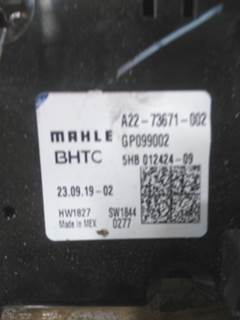 A22-73671-002
MAHLE GP099002
BHTC 5HB 012424-09
23.09.19-02
HW1827 SW1844
Made in MEX 0277